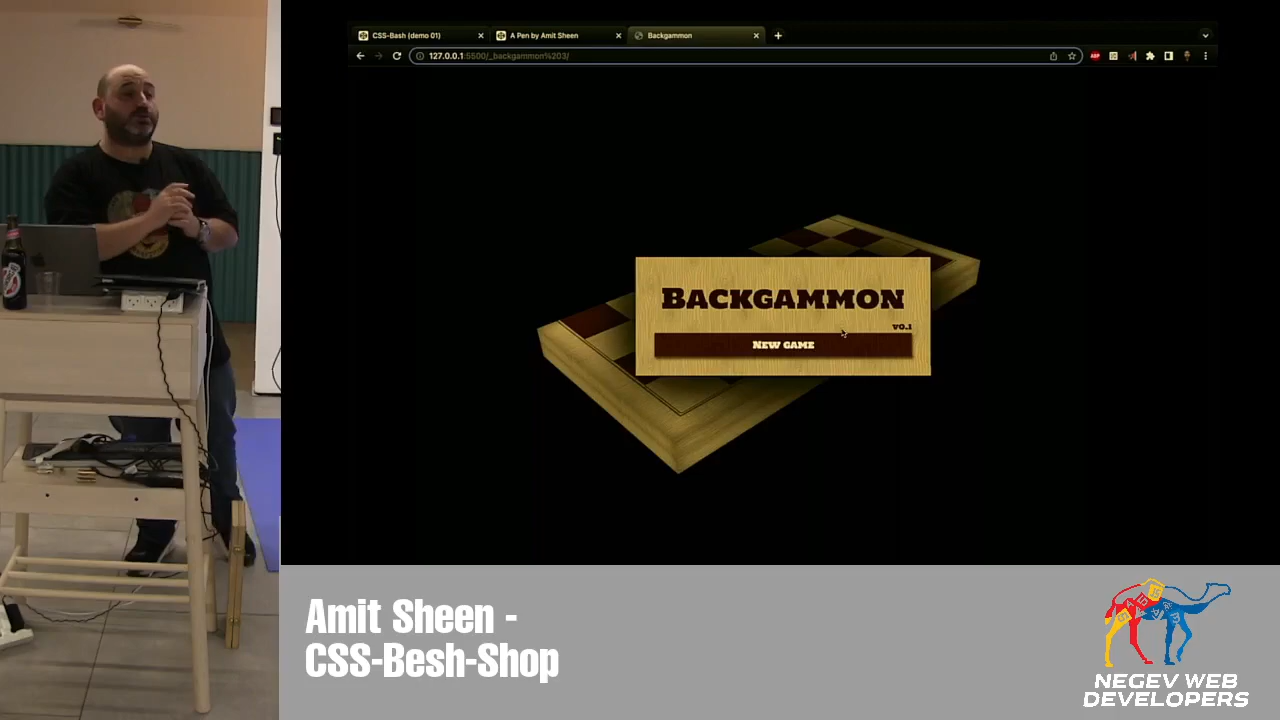 CSS-Bash (demo 01)
A Pen by Amit Sheen
Backgammon
127.0.0.1:5500/_backgammon%203/
ABP
Backgammon
v0.1
New game
Amit Sheen -
CSS-Besh-Shop
NEGEV WEB
DEVELOPERS